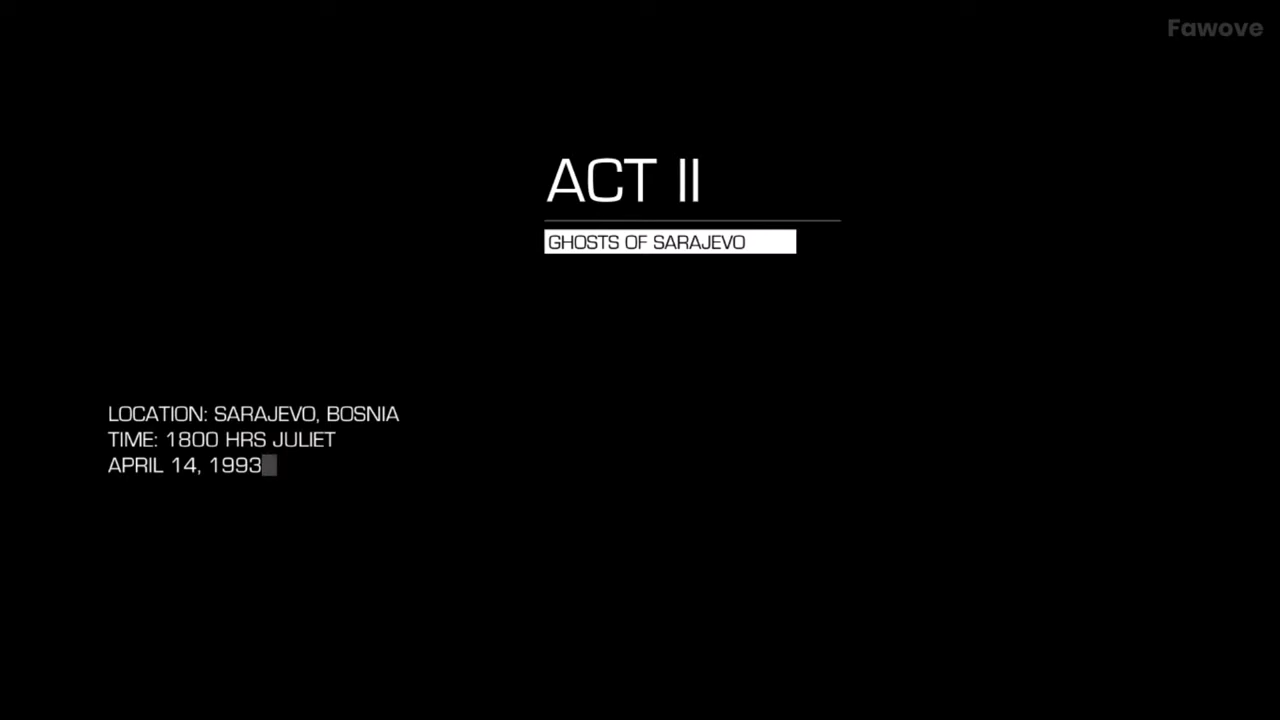 Fawove
ACT II
GHOSTS OF SARAJEVO
LOCATION: SARAJEVO, BOSNIA
TIME: 1800 HRS JULIET
APRIL 14, 1993